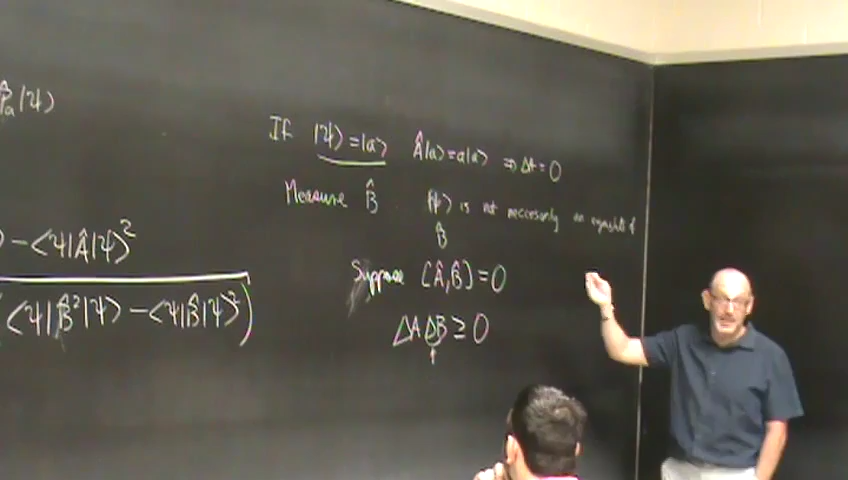 P̂ₐ|ψ⟩
If |ψ⟩ = |a⟩ Â|a⟩ = a|a⟩ ⇒ ΔA = 0
Measure B̂ |ψ⟩ is not necessarily an eigenstate of
B̂
) − ⟨ψ|Â|ψ⟩²
Suppose [Â,B̂] = 0
⟨ψ|B̂²|ψ⟩ − ⟨ψ|B̂|ψ⟩²)
ΔA ΔB ≥ 0
↑